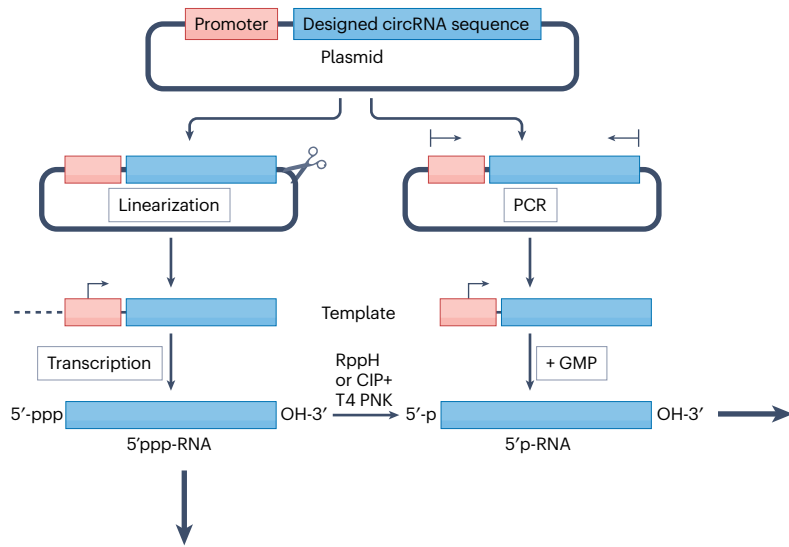 Promoter
Designed circRNA sequence
Plasmid
Linearization
PCR
Template
Transcription
RppH
or CIP+
T4 PNK
+ GMP
5′-ppp
OH-3′
5′-p
OH-3′
5′ppp-RNA
5′p-RNA